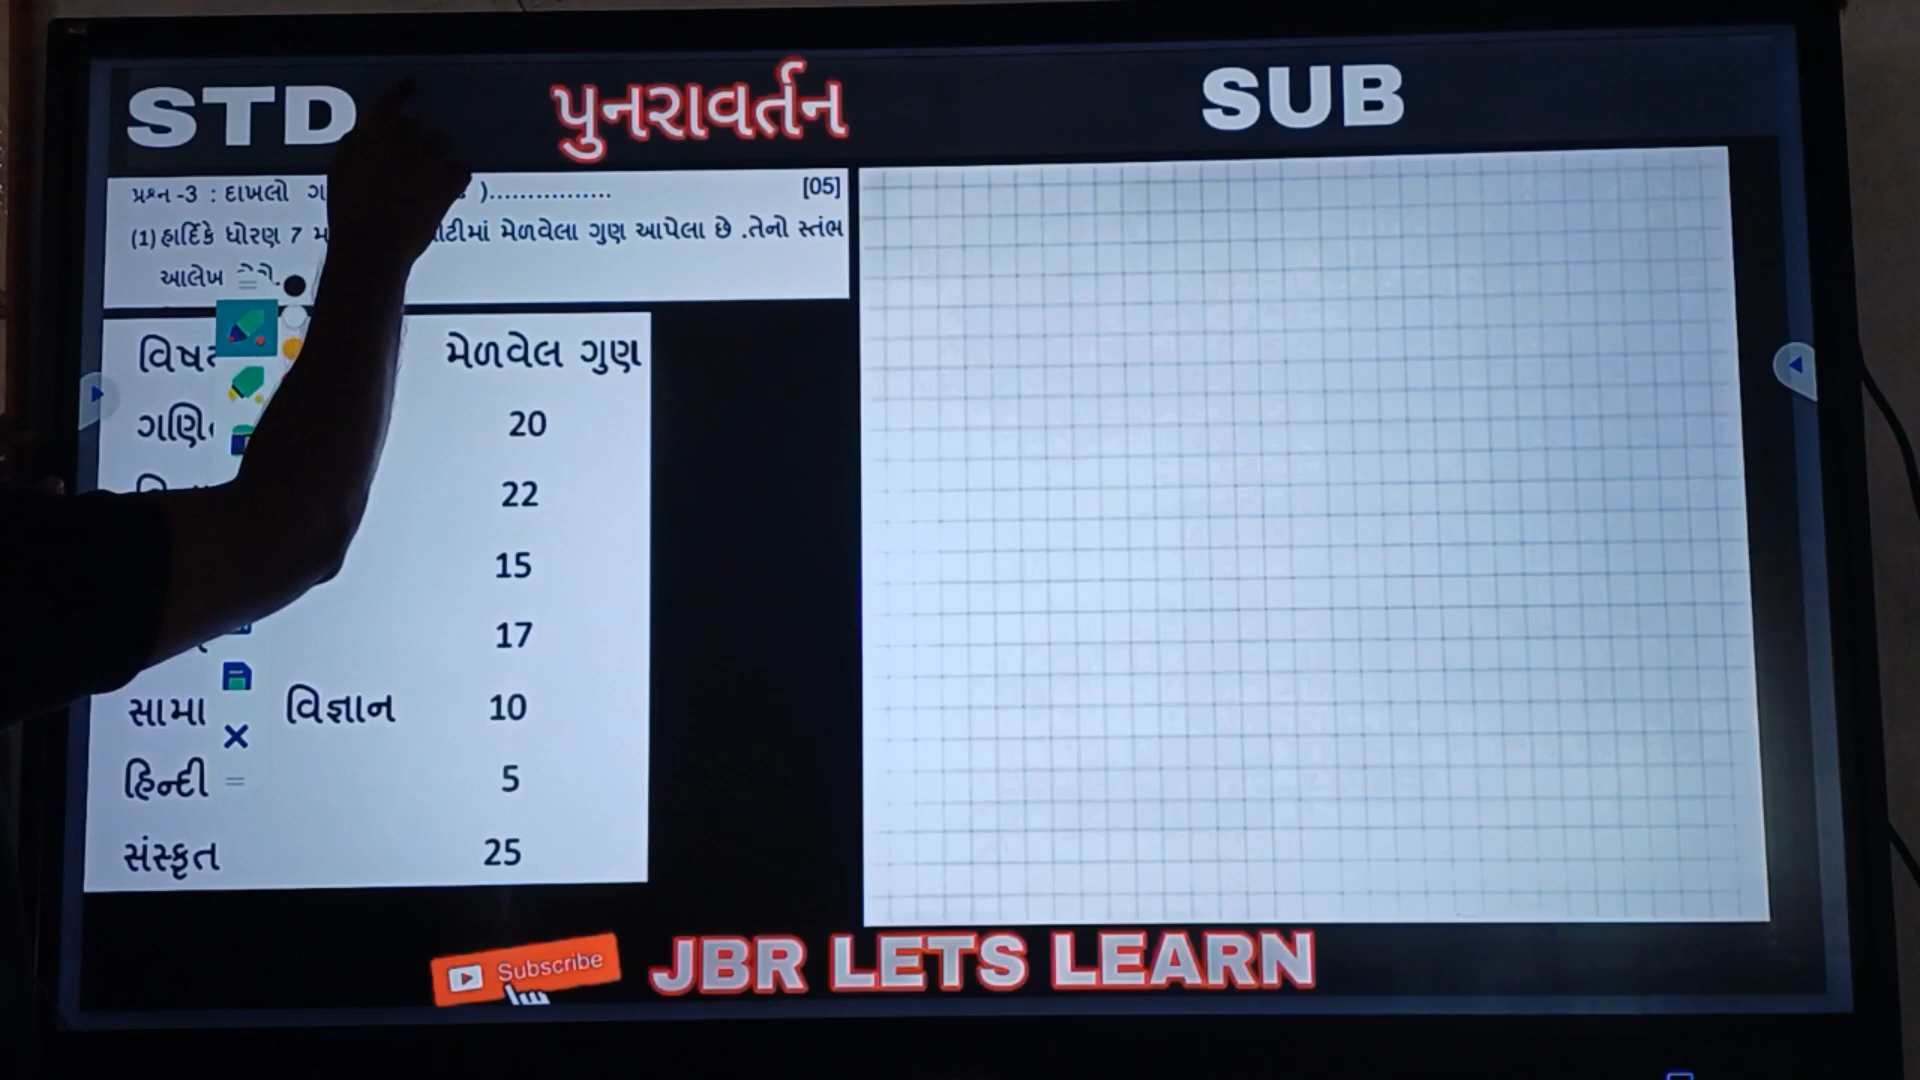 STD પુનરાવર્તન SUB
પ્રશ્ન -3 : દાખલો )............... [05]
(1) હાર્દિકે ધોરણ 7 મેળવેલા ગુણ આપેલા છે .તેનો સ્તંભ
આલેખ
મેળવેલ ગુણ
20
22
15
17
વિજ્ઞાન 10
હિન્દી 5
સંસ્કૃત 25
Subscribe JBR LETS LEARN